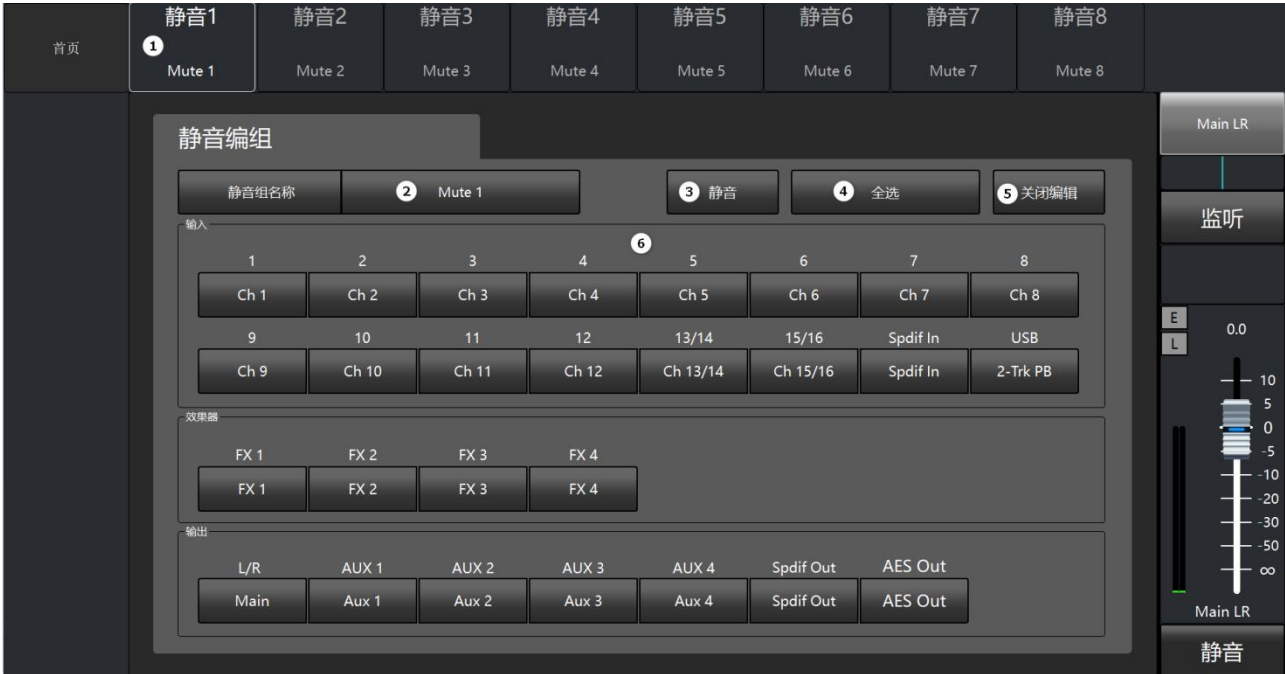 首页
静音1 静音2 静音3 静音4 静音5 静音6 静音7 静音8
1
Mute 1 Mute 2 Mute 3 Mute 4 Mute 5 Mute 6 Mute 7 Mute 8
静音编组
静音组名称 2 Mute 1 3 静音 4 全选 5 关闭编辑
输入
6
1 2 3 4 5 6 7 8
Ch 1 Ch 2 Ch 3 Ch 4 Ch 5 Ch 6 Ch 7 Ch 8
9 10 11 12 13/14 15/16 Spdif In USB
Ch 9 Ch 10 Ch 11 Ch 12 Ch 13/14 Ch 15/16 Spdif In 2-Trk PB
效果器
FX 1 FX 2 FX 3 FX 4
FX 1 FX 2 FX 3 FX 4
输出
L/R AUX 1 AUX 2 AUX 3 AUX 4 Spdif Out AES Out
Main Aux 1 Aux 2 Aux 3 Aux 4 Spdif Out AES Out
Main LR
监听
E
L
0.0
10
5
0
-5
-10
-20
-30
-50
∞
Main LR
静音